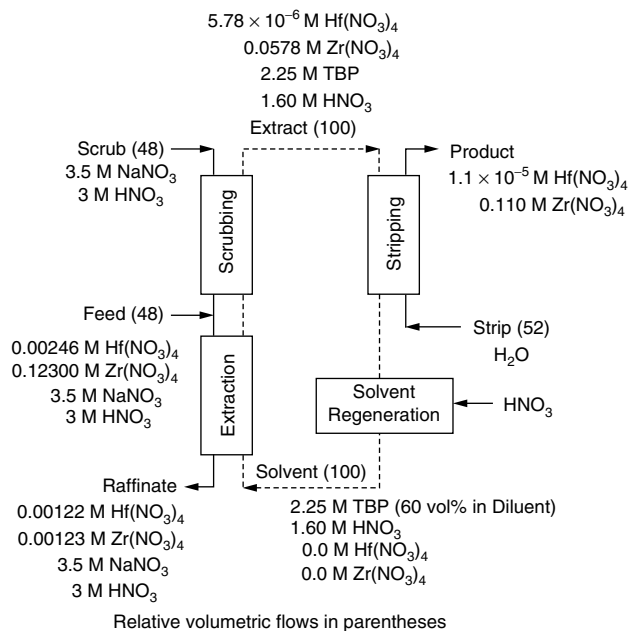 5.78 × 10⁻⁶ M Hf(NO₃)₄
0.0578 M Zr(NO₃)₄
2.25 M TBP
1.60 M HNO₃
Extract (100)
Scrub (48)
3.5 M NaNO₃
3 M HNO₃
Scrubbing
Stripping
Product
1.1 × 10⁻⁵ M Hf(NO₃)₄
0.110 M Zr(NO₃)₄
Feed (48)
0.00246 M Hf(NO₃)₄
0.12300 M Zr(NO₃)₄
3.5 M NaNO₃
3 M HNO₃
Extraction
Strip (52)
H₂O
Solvent
Regeneration
HNO₃
Solvent (100)
Raffinate
0.00122 M Hf(NO₃)₄
0.00123 M Zr(NO₃)₄
3.5 M NaNO₃
3 M HNO₃
2.25 M TBP (60 vol% in Diluent)
1.60 M HNO₃
0.0 M Hf(NO₃)₄
0.0 M Zr(NO₃)₄
Relative volumetric flows in parentheses